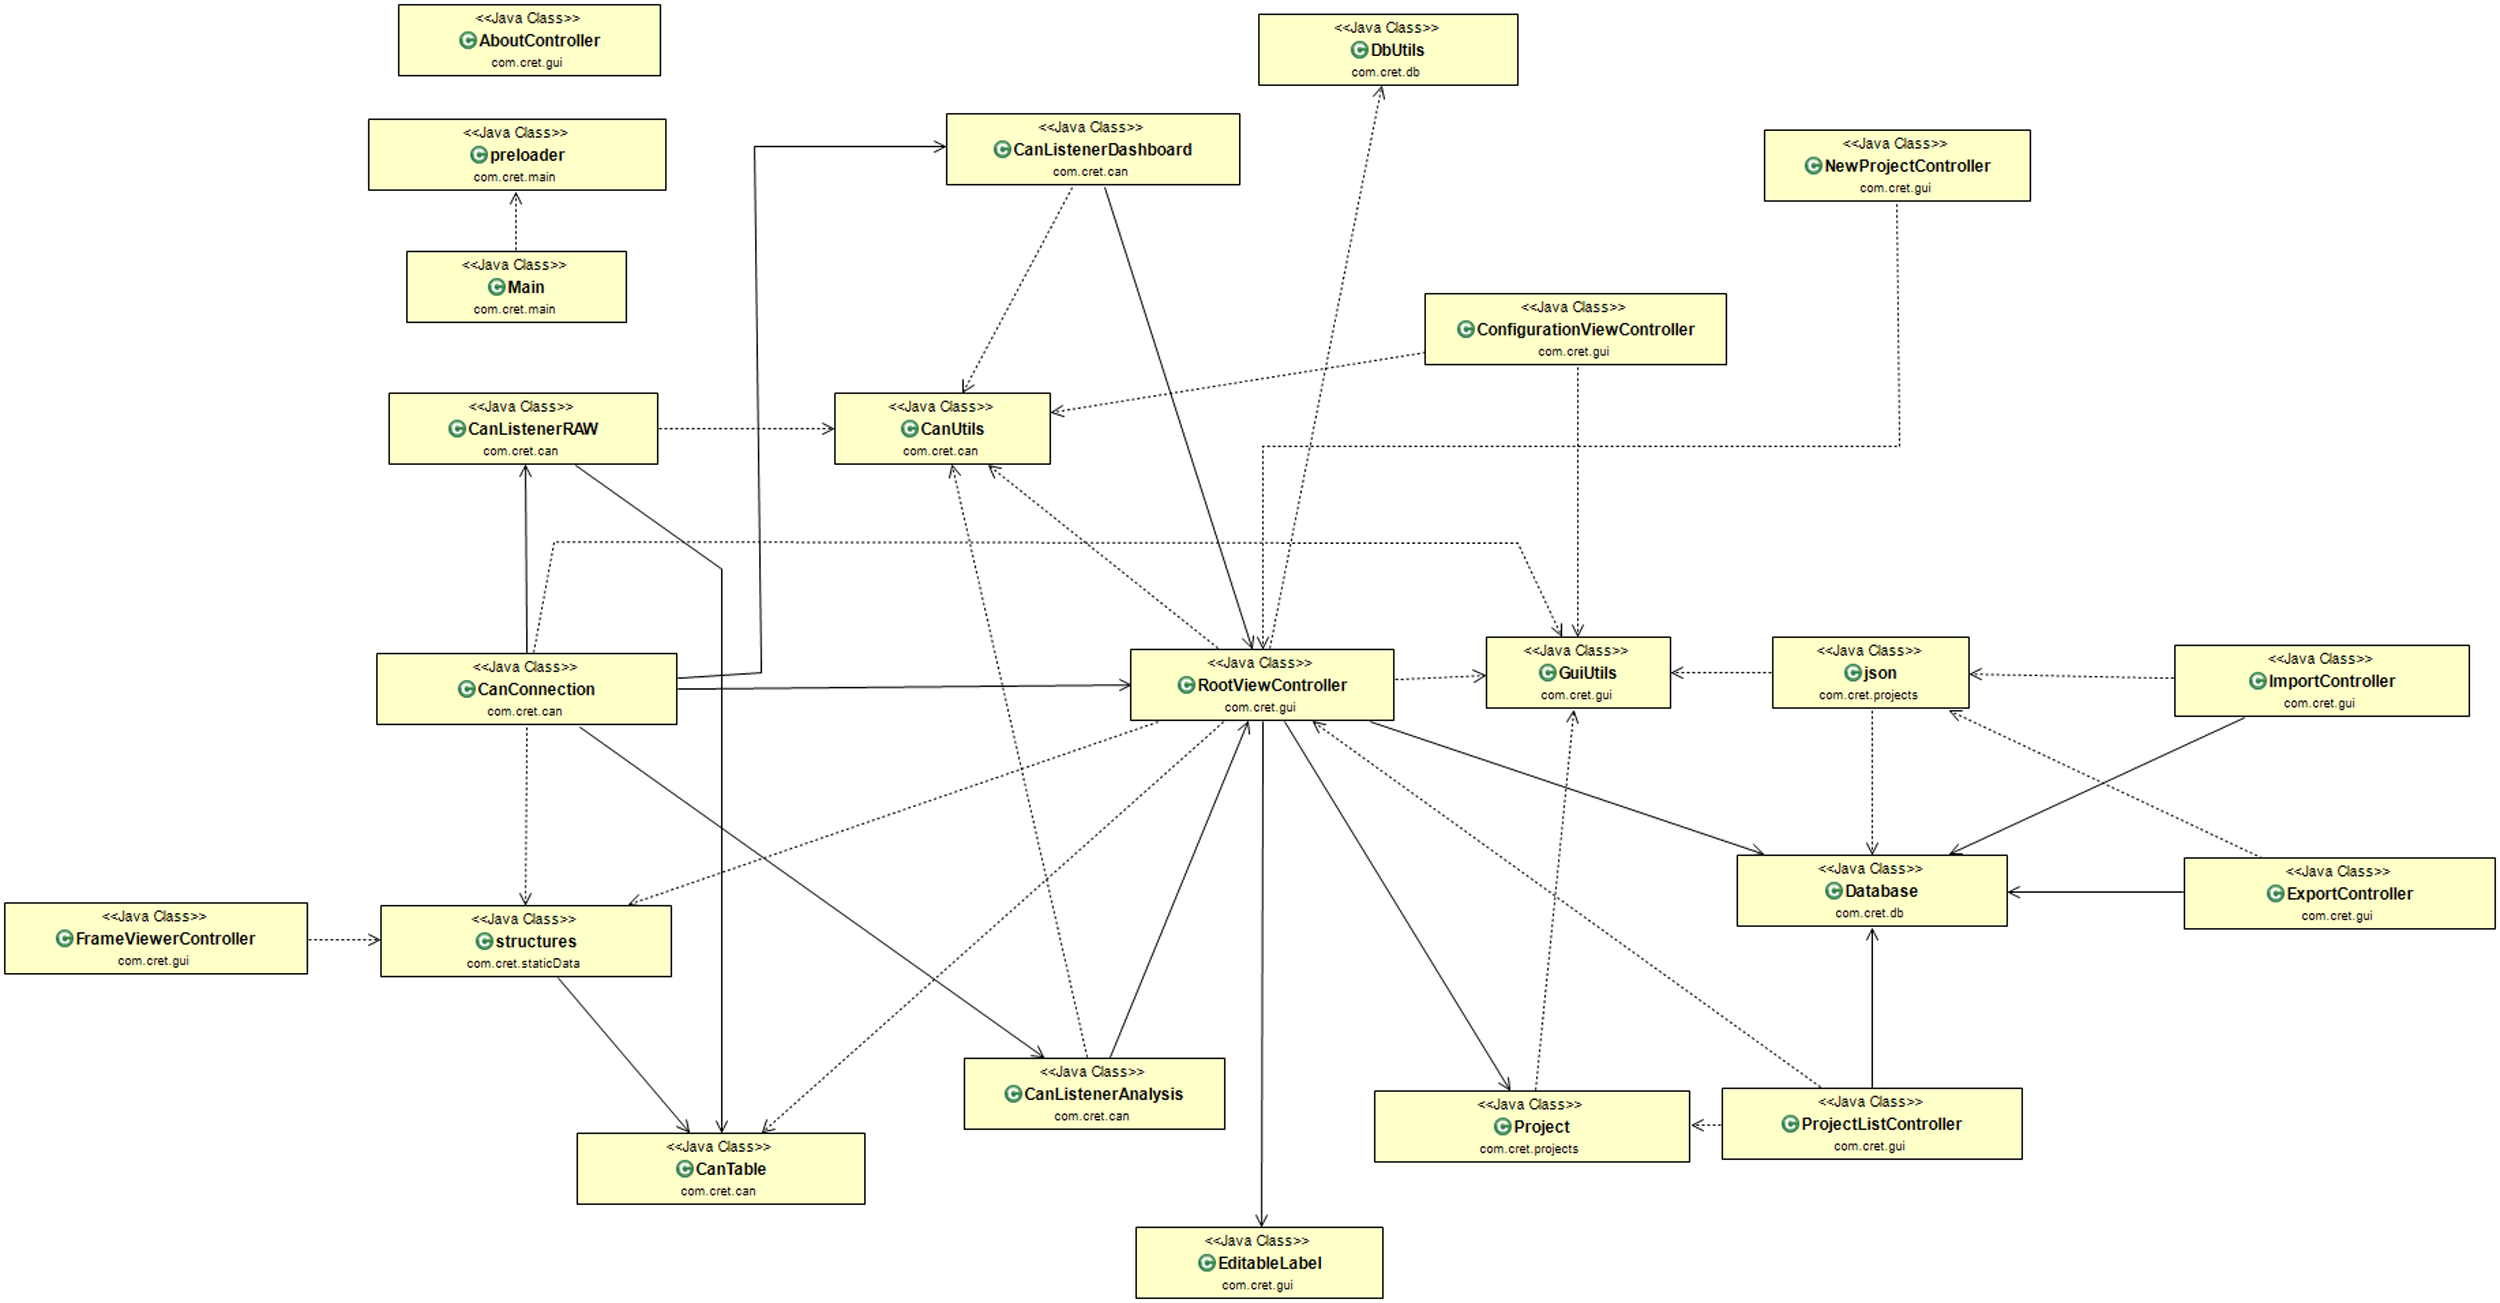 <<Java Class>>
AboutController
com.cret.gui
<<Java Class>>
DbUtils
com.cret.db
<<Java Class>>
preloader
com.cret.main
<<Java Class>>
CanListenerDashboard
com.cret.can
<<Java Class>>
NewProjectController
com.cret.gui
<<Java Class>>
Main
com.cret.main
<<Java Class>>
ConfigurationViewController
com.cret.gui
<<Java Class>>
CanListenerRAW
com.cret.can
<<Java Class>>
CanUtils
com.cret.can
<<Java Class>>
CanConnection
com.cret.can
<<Java Class>>
RootViewController
com.cret.gui
<<Java Class>>
GuiUtils
com.cret.gui
<<Java Class>>
json
com.cret.projects
<<Java Class>>
ImportController
com.cret.gui
<<Java Class>>
Database
com.cret.db
<<Java Class>>
ExportController
com.cret.gui
<<Java Class>>
FrameViewerController
com.cret.gui
<<Java Class>>
structures
com.cret.staticData
<<Java Class>>
CanListenerAnalysis
com.cret.can
<<Java Class>>
Project
com.cret.projects
<<Java Class>>
ProjectListController
com.cret.gui
<<Java Class>>
CanTable
com.cret.can
<<Java Class>>
EditableLabel
com.cret.gui